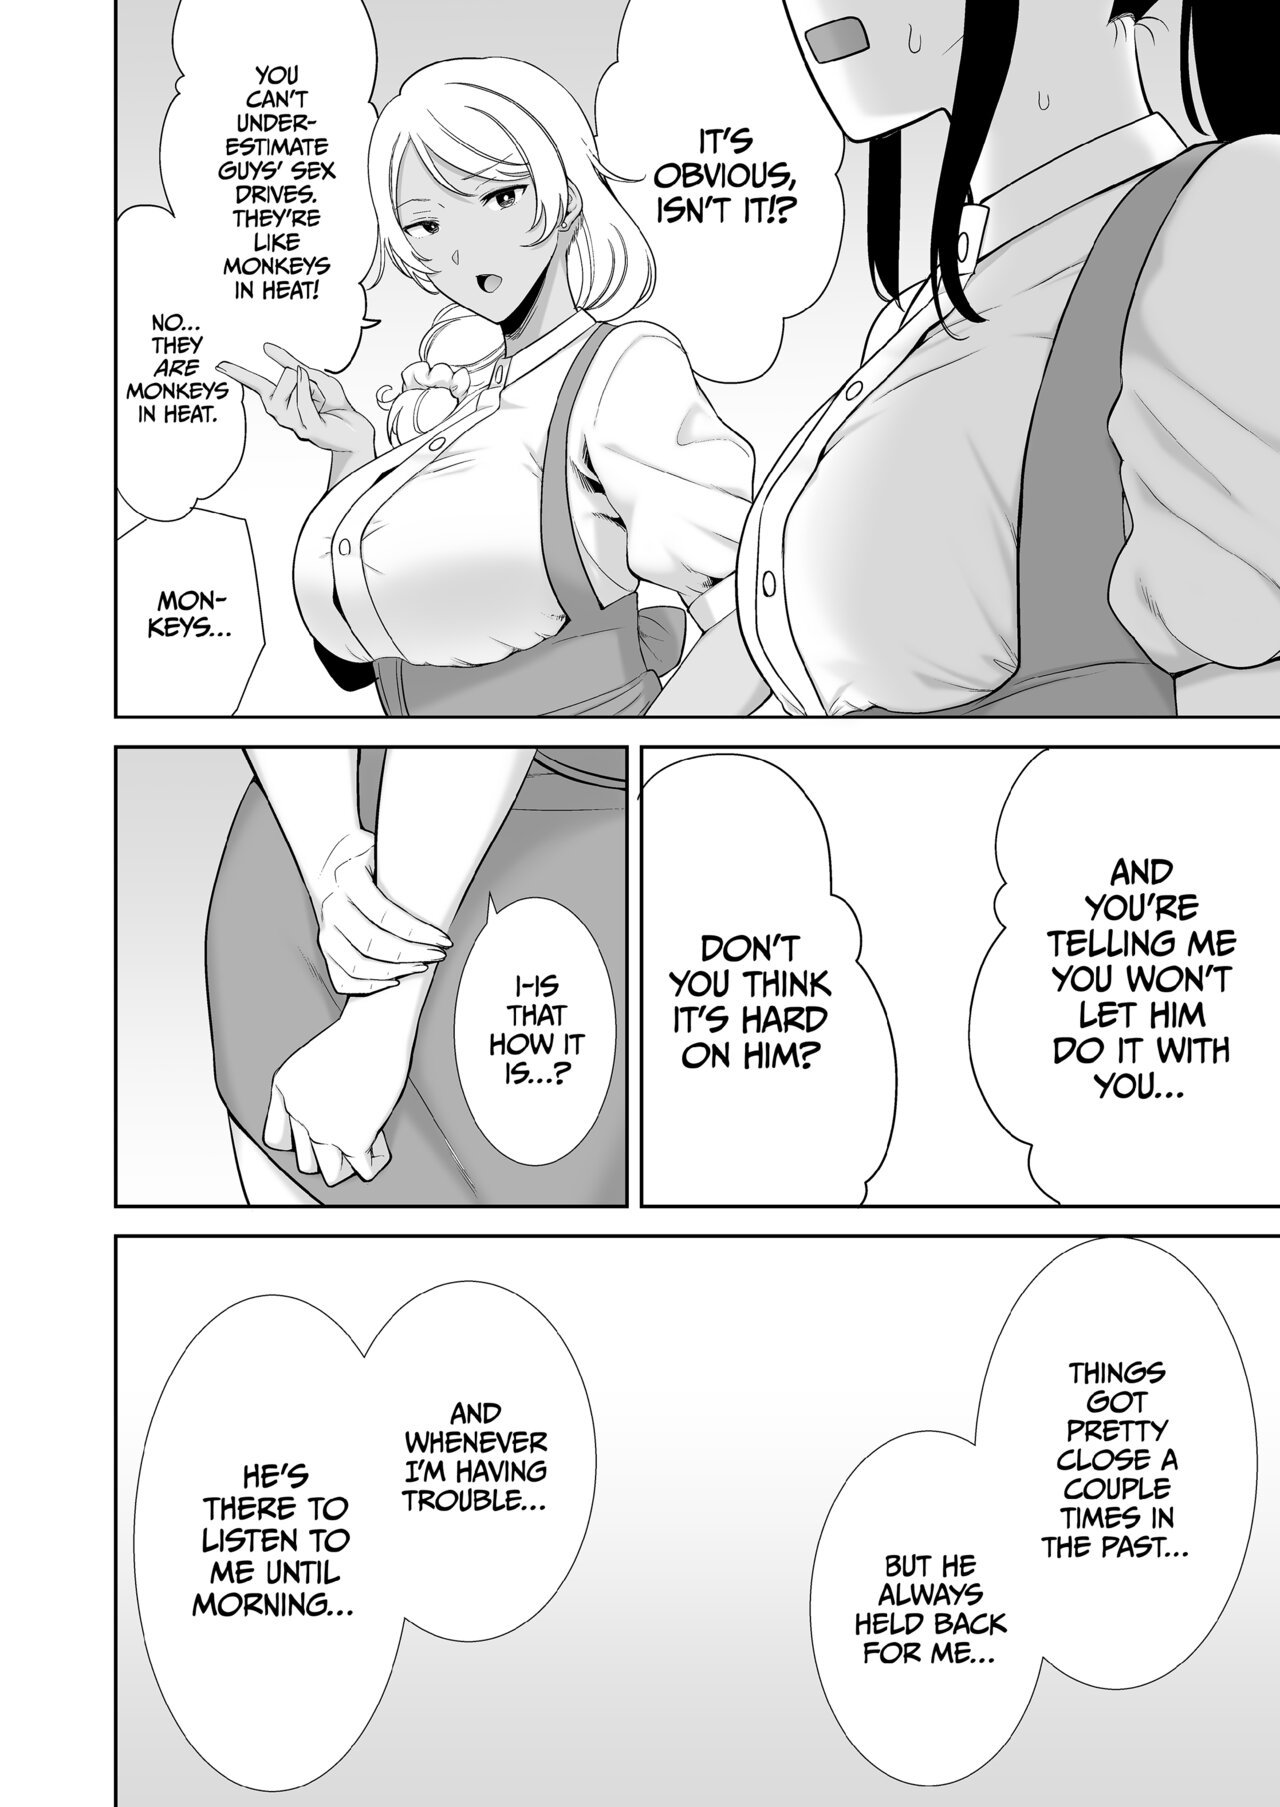 IT'S
OBVIOUS,
ISN'T IT!?
YOU
CAN'T
UNDER-
ESTIMATE
GUYS' SEX
DRIVES.
THEY'RE
LIKE
MONKEYS
IN HEAT!
NO...
THEY
ARE
MONKEYS
IN HEAT.
MON-
KEYS...
AND
YOU'RE
TELLING ME
YOU WON'T
LET HIM
DO IT WITH
YOU...
DON'T
YOU THINK
IT'S HARD
ON HIM?
I-IS
THAT
HOW IT
IS...?
THINGS
GOT
PRETTY
CLOSE A
COUPLE
TIMES IN
THE PAST...
BUT HE
ALWAYS
HELD BACK
FOR ME...
AND
WHENEVER
I'M HAVING
TROUBLE...
HE'S
THERE TO
LISTEN TO
ME UNTIL
MORNING...